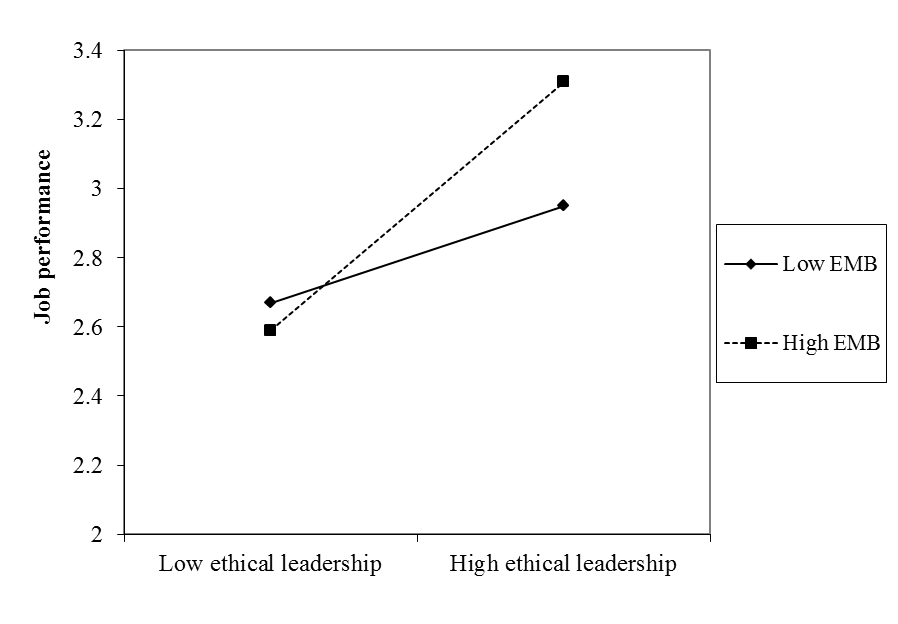 3.4
3.2
3
2.8
2.6
2.4
2.2
2
Job performance
Low ethical leadership
High ethical leadership
Low EMB
High EMB